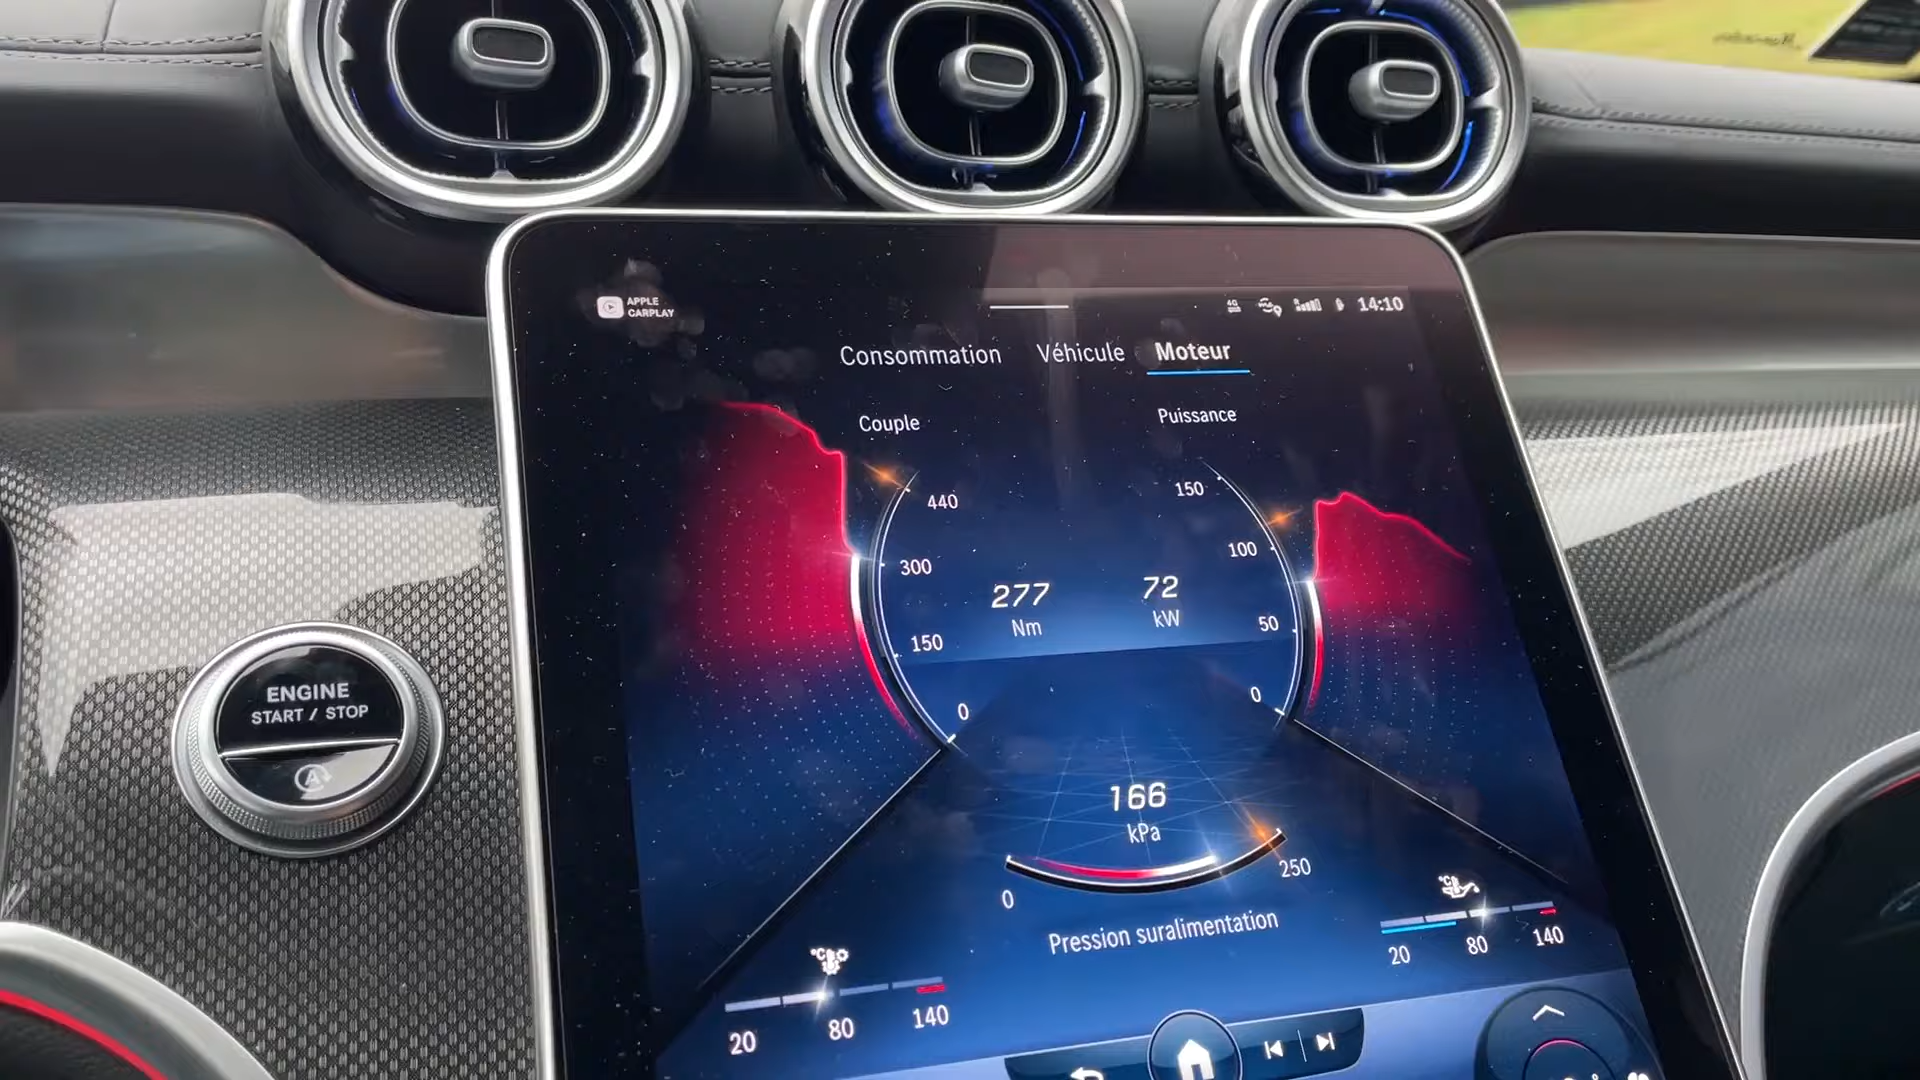 APPLE
CARPLAY
4G
14:10
Consommation Véhicule Moteur
Couple
Puissance
440
300
150
0
277
Nm
72
kW
150
100
50
0
166
kPa
0
250
Pression suralimentation
°C
20 80 140
°C
20 80 140
ENGINE
START / STOP
A